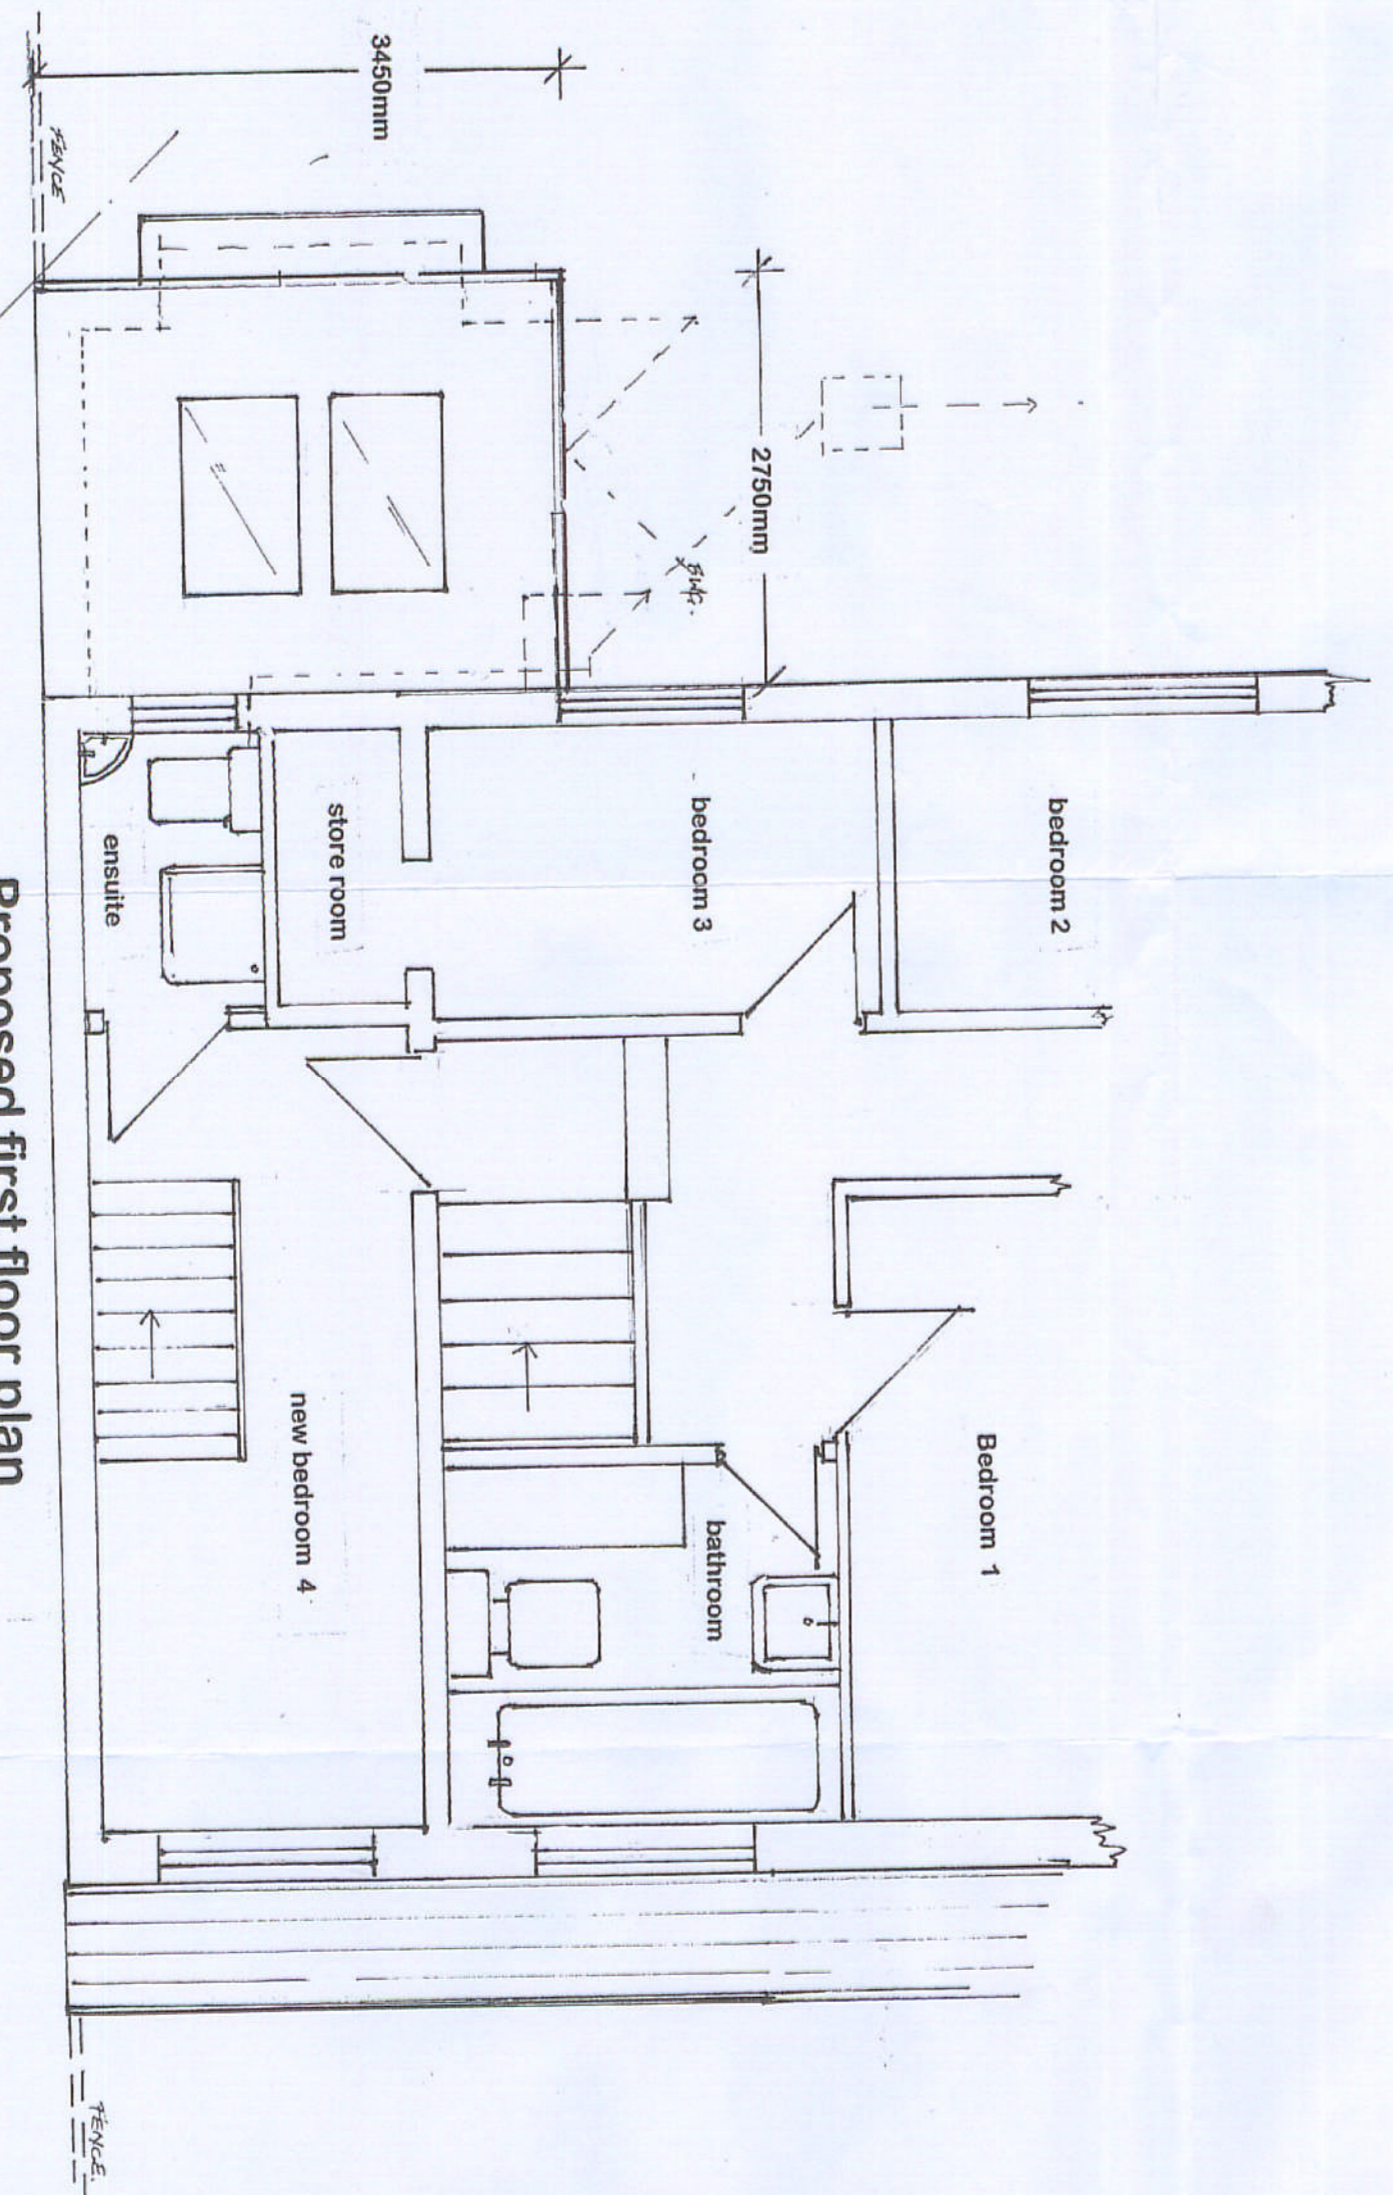 3450mm
FENCE
2750mm
BWG.
bedroom 2
bedroom 3
store room
ensuite
Bedroom 1
bathroom
new bedroom 4
FENCE.
Proposed first floor plan